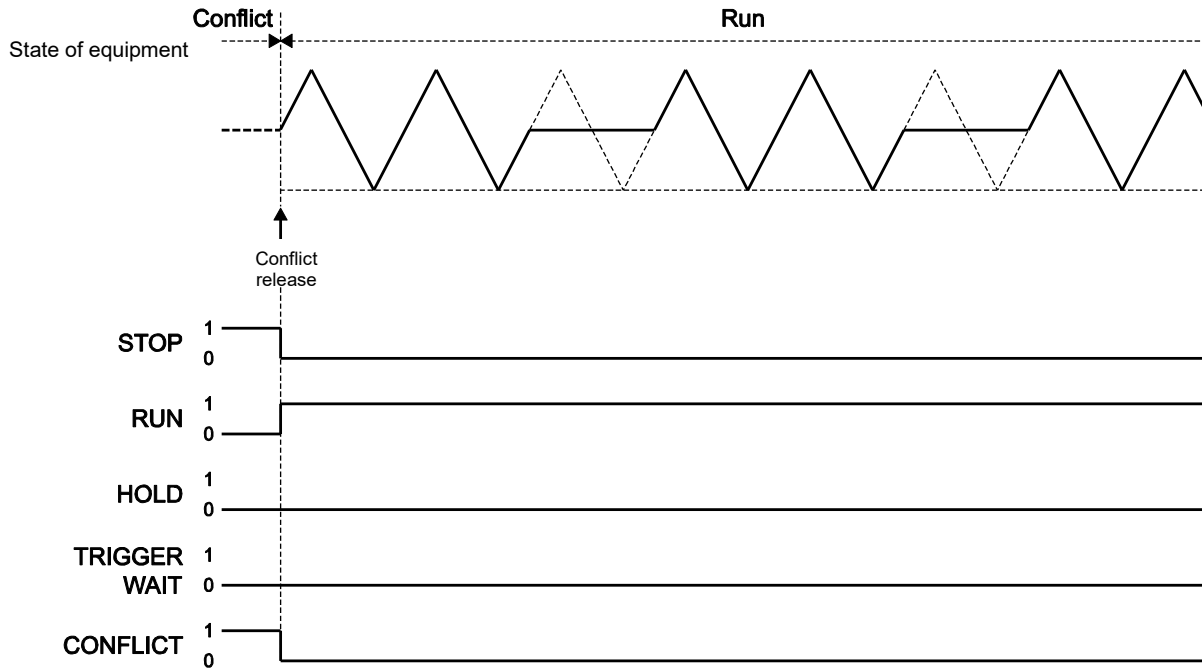 Conflict Run
State of equipment
Conflict
release
STOP 1
0
RUN 1
0
HOLD 1
0
TRIGGER 1
WAIT 0
CONFLICT 1
0